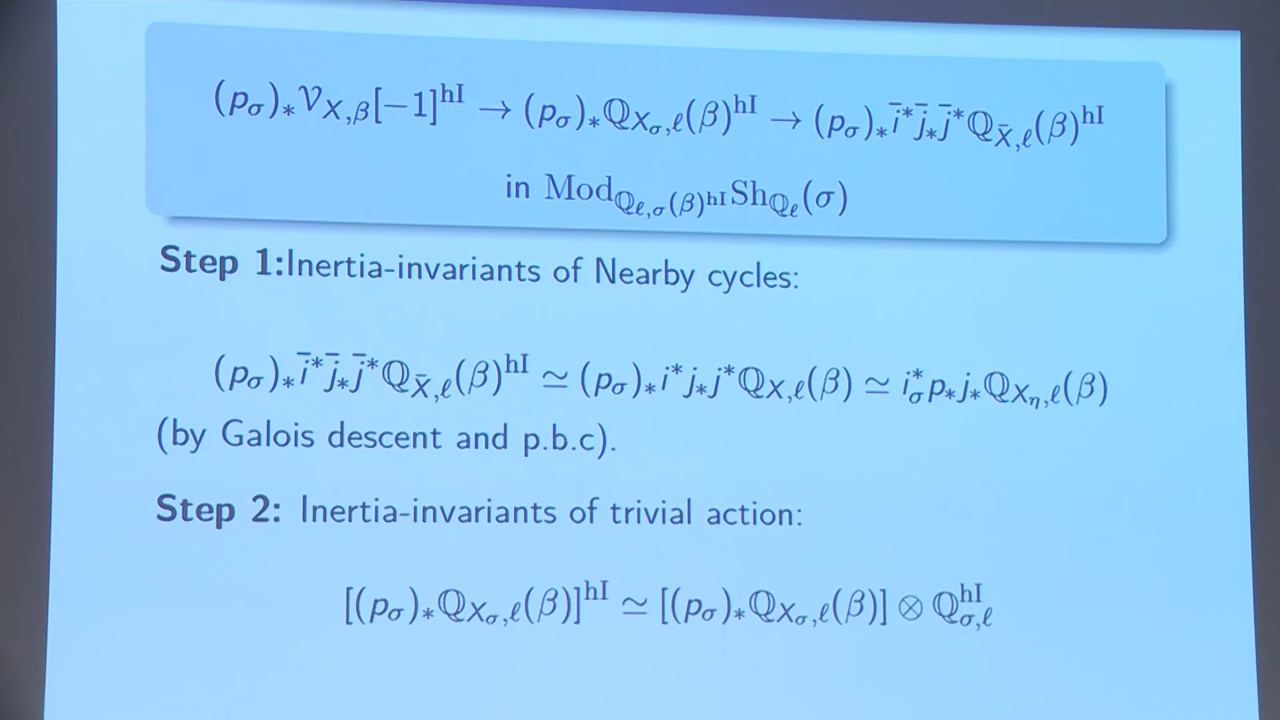 (p_σ)_* 𝒱_{X,β}[−1]^{hI} → (p_σ)_* ℚ_{X_σ,ℓ}(β)^{hI} → (p_σ)_* ī^* j̄_* j̄^* ℚ_{X̄,ℓ}(β)^{hI}
in Mod_{ℚ_{ℓ,σ}(β)^{hI}} Sh_{ℚ_ℓ}(σ)
Step 1:Inertia-invariants of Nearby cycles:
(p_σ)_* ī^* j̄_* j̄^* ℚ_{X̄,ℓ}(β)^{hI} ≃ (p_σ)_* i^* j_* j^* ℚ_{X,ℓ}(β) ≃ i_σ^* p_* j_* ℚ_{X_η,ℓ}(β)
(by Galois descent and p.b.c).
Step 2: Inertia-invariants of trivial action:
[(p_σ)_* ℚ_{X_σ,ℓ}(β)]^{hI} ≃ [(p_σ)_* ℚ_{X_σ,ℓ}(β)] ⊗ ℚ_{σ,ℓ}^{hI}